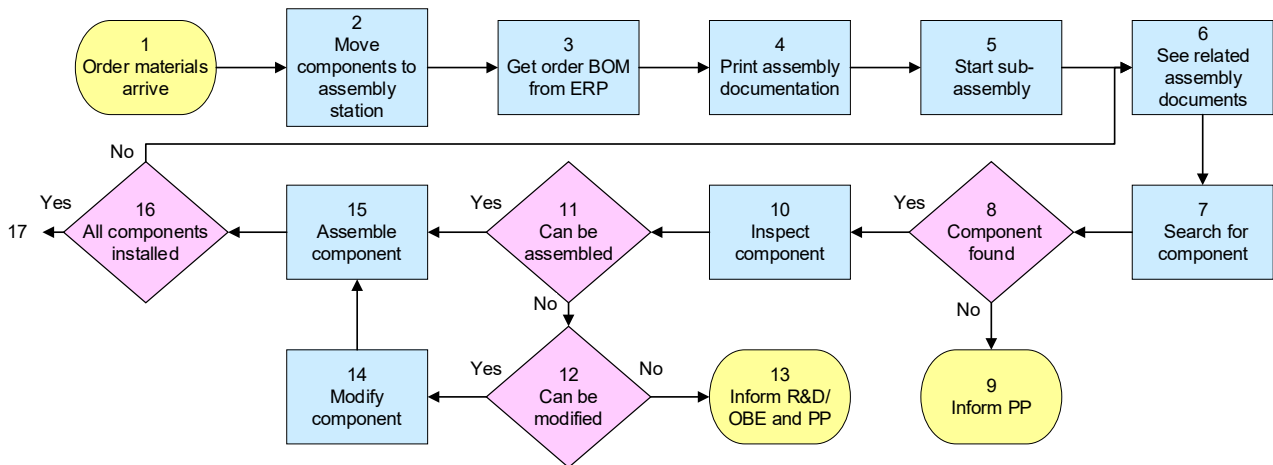 1
Order materials
arrive
2
Move
components to
assembly
station
3
Get order BOM
from ERP
4
Print assembly
documentation
5
Start sub-
assembly
6
See related
assembly
documents
No
Yes
17
16
All components
installed
15
Assemble
component
Yes
11
Can be
assembled
10
Inspect
component
Yes
8
Component
found
7
Search for
component
No
No
14
Modify
component
Yes
12
Can be
modified
No
13
Inform R&D/
OBE and PP
9
Inform PP